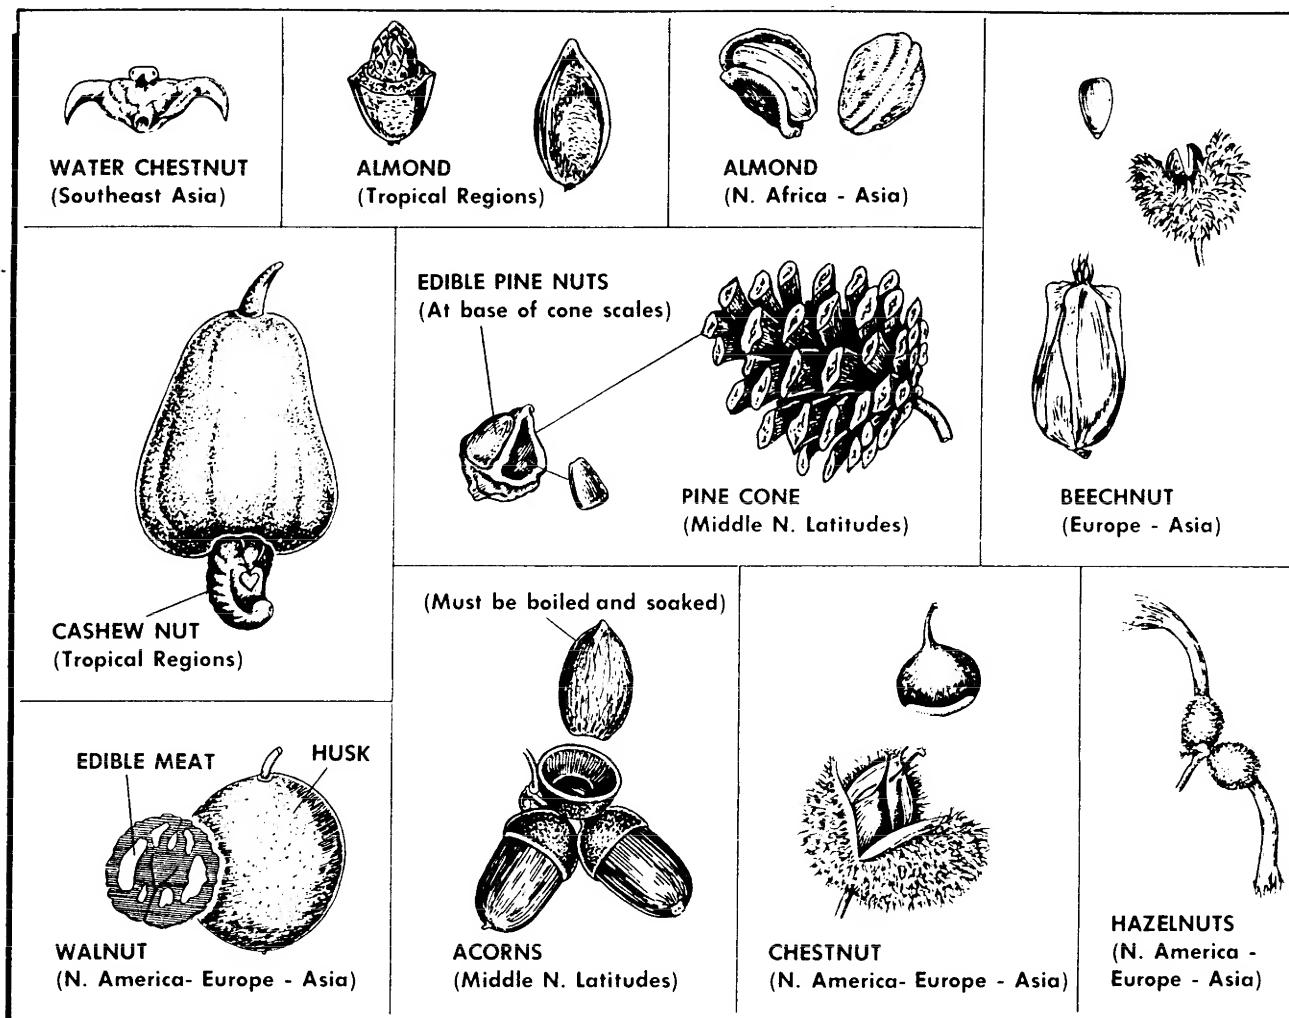 WATER CHESTNUT
(Southeast Asia)
ALMOND
(Tropical Regions)
ALMOND
(N. Africa - Asia)
BEECHNUT
(Europe - Asia)
CASHEW NUT
(Tropical Regions)
EDIBLE PINE NUTS
(At base of cone scales)
PINE CONE
(Middle N. Latitudes)
EDIBLE MEAT
HUSK
WALNUT
(N. America- Europe - Asia)
(Must be boiled and soaked)
ACORNS
(Middle N. Latitudes)
CHESTNUT
(N. America- Europe - Asia)
HAZELNUTS
(N. America -
Europe - Asia)